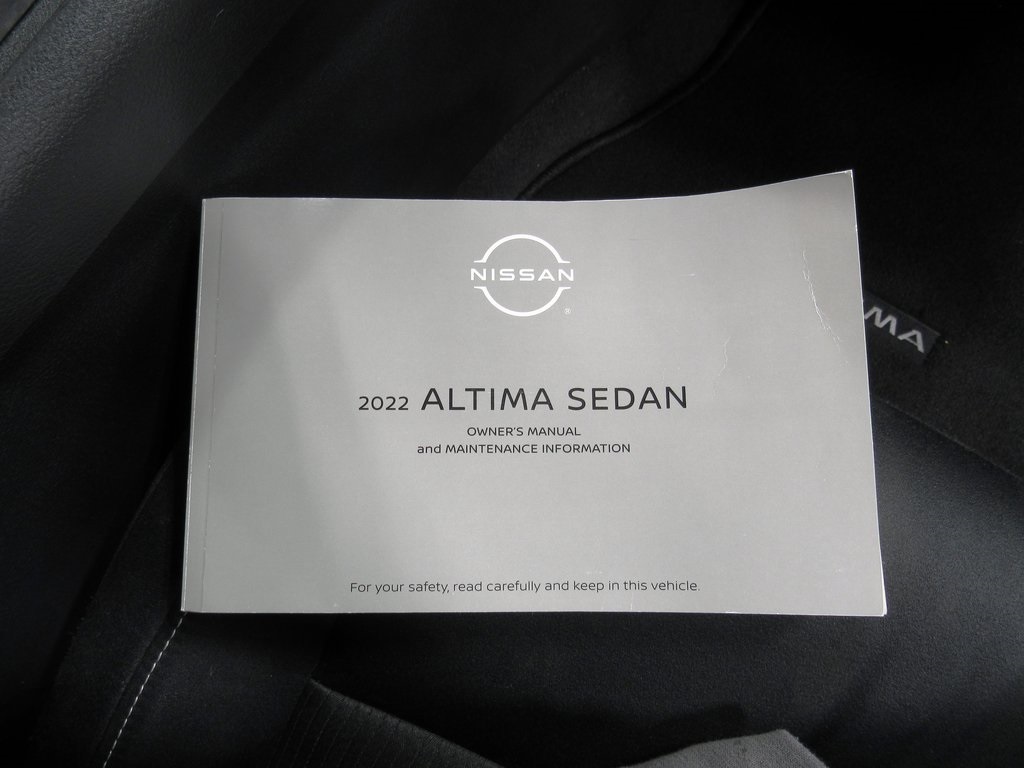 NISSAN
®
2022 ALTIMA SEDAN
OWNER'S MANUAL
and MAINTENANCE INFORMATION
For your safety, read carefully and keep in this vehicle.
MA